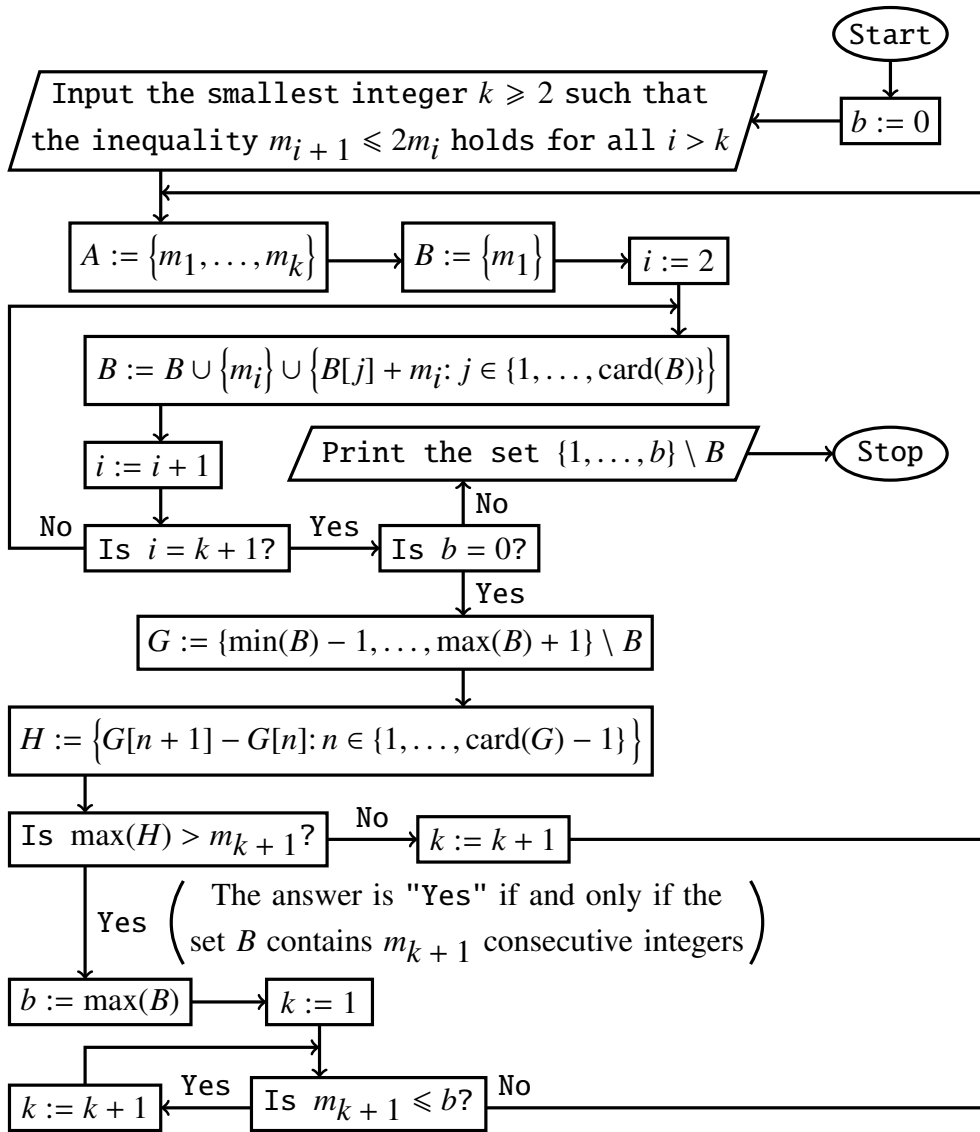 Start
Input the smallest integer k ⩾ 2 such that
the inequality m_{i + 1} ⩽ 2m_i holds for all i > k
b := 0
A := {m_1, . . . , m_k}
B := {m_1}
i := 2
B := B ∪ {m_i} ∪ {B[j] + m_i : j ∈ {1, . . . , card(B)}}
i := i + 1
Print the set {1, . . . , b} \ B
Stop
No
Is i = k + 1?
Yes
Is b = 0?
No
Yes
G := {min(B) − 1, . . . , max(B) + 1} \ B
H := {G[n + 1] − G[n] : n ∈ {1, . . . , card(G) − 1}}
Is max(H) > m_{k + 1}?
No
k := k + 1
Yes
(The answer is "Yes" if and only if the
set B contains m_{k + 1} consecutive integers)
b := max(B)
k := 1
k := k + 1
Yes
Is m_{k + 1} ⩽ b?
No